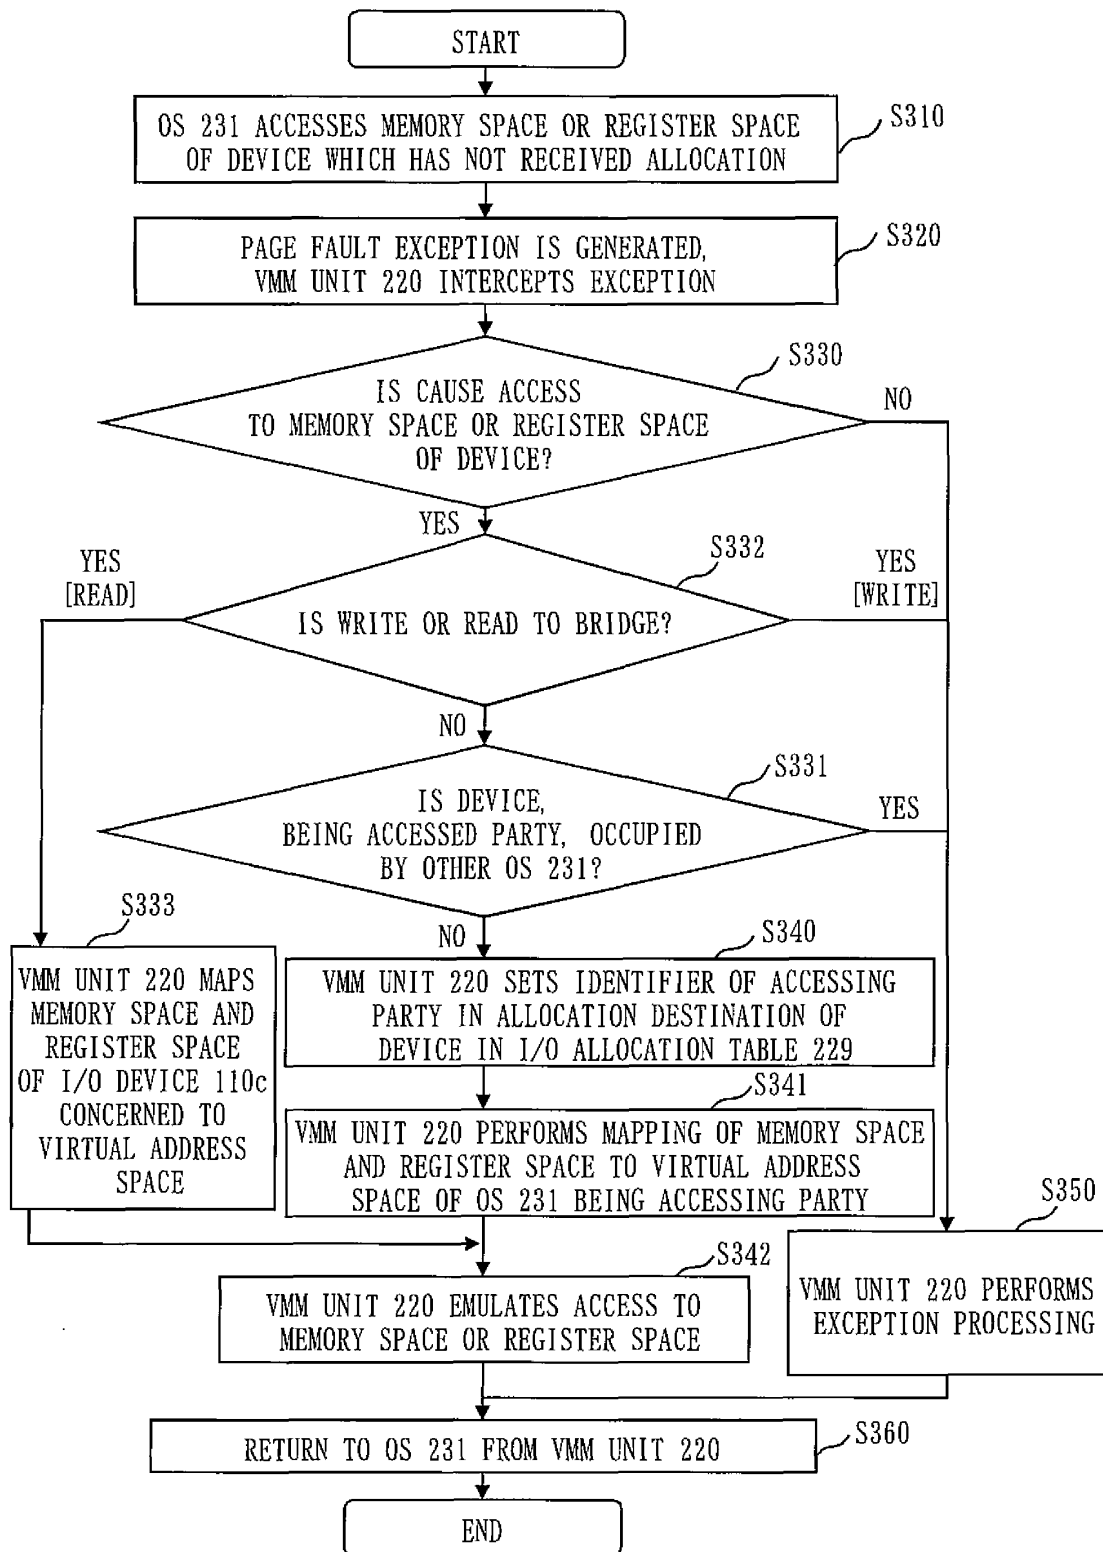 START
S310
OS 231 ACCESSES MEMORY SPACE OR REGISTER SPACE
OF DEVICE WHICH HAS NOT RECEIVED ALLOCATION
S320
PAGE FAULT EXCEPTION IS GENERATED,
VMM UNIT 220 INTERCEPTS EXCEPTION
S330
IS CAUSE ACCESS
TO MEMORY SPACE OR REGISTER SPACE
OF DEVICE?
NO
YES
S332
YES
[READ]
YES
[WRITE]
IS WRITE OR READ TO BRIDGE?
NO
S331
IS DEVICE,
BEING ACCESSED PARTY, OCCUPIED
BY OTHER OS 231?
YES
NO
S333
VMM UNIT 220 MAPS
MEMORY SPACE AND
REGISTER SPACE
OF I/O DEVICE 110c
CONCERNED TO
VIRTUAL ADDRESS
SPACE
S340
VMM UNIT 220 SETS IDENTIFIER OF ACCESSING
PARTY IN ALLOCATION DESTINATION OF
DEVICE IN I/O ALLOCATION TABLE 229
S341
VMM UNIT 220 PERFORMS MAPPING OF MEMORY SPACE
AND REGISTER SPACE TO VIRTUAL ADDRESS
SPACE OF OS 231 BEING ACCESSING PARTY
S350
VMM UNIT 220 PERFORMS
EXCEPTION PROCESSING
S342
VMM UNIT 220 EMULATES ACCESS TO
MEMORY SPACE OR REGISTER SPACE
S360
RETURN TO OS 231 FROM VMM UNIT 220
END